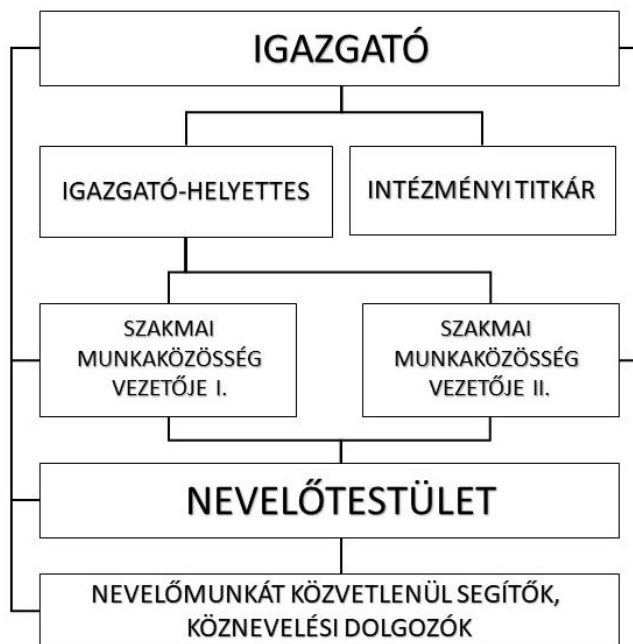 IGAZGATÓ
IGAZGATÓ-HELYETTES
INTÉZMÉNYI TITKÁR
SZAKMAI
MUNKAKÖZÖSSÉG
VEZETŐJE I.
SZAKMAI
MUNKAKÖZÖSSÉG
VEZETŐJE II.
NEVELŐTESTÜLET
NEVELŐMUNKÁT KÖZVETLENÜL SEGÍTŐK,
KÖZNEVELÉSI DOLGOZÓK